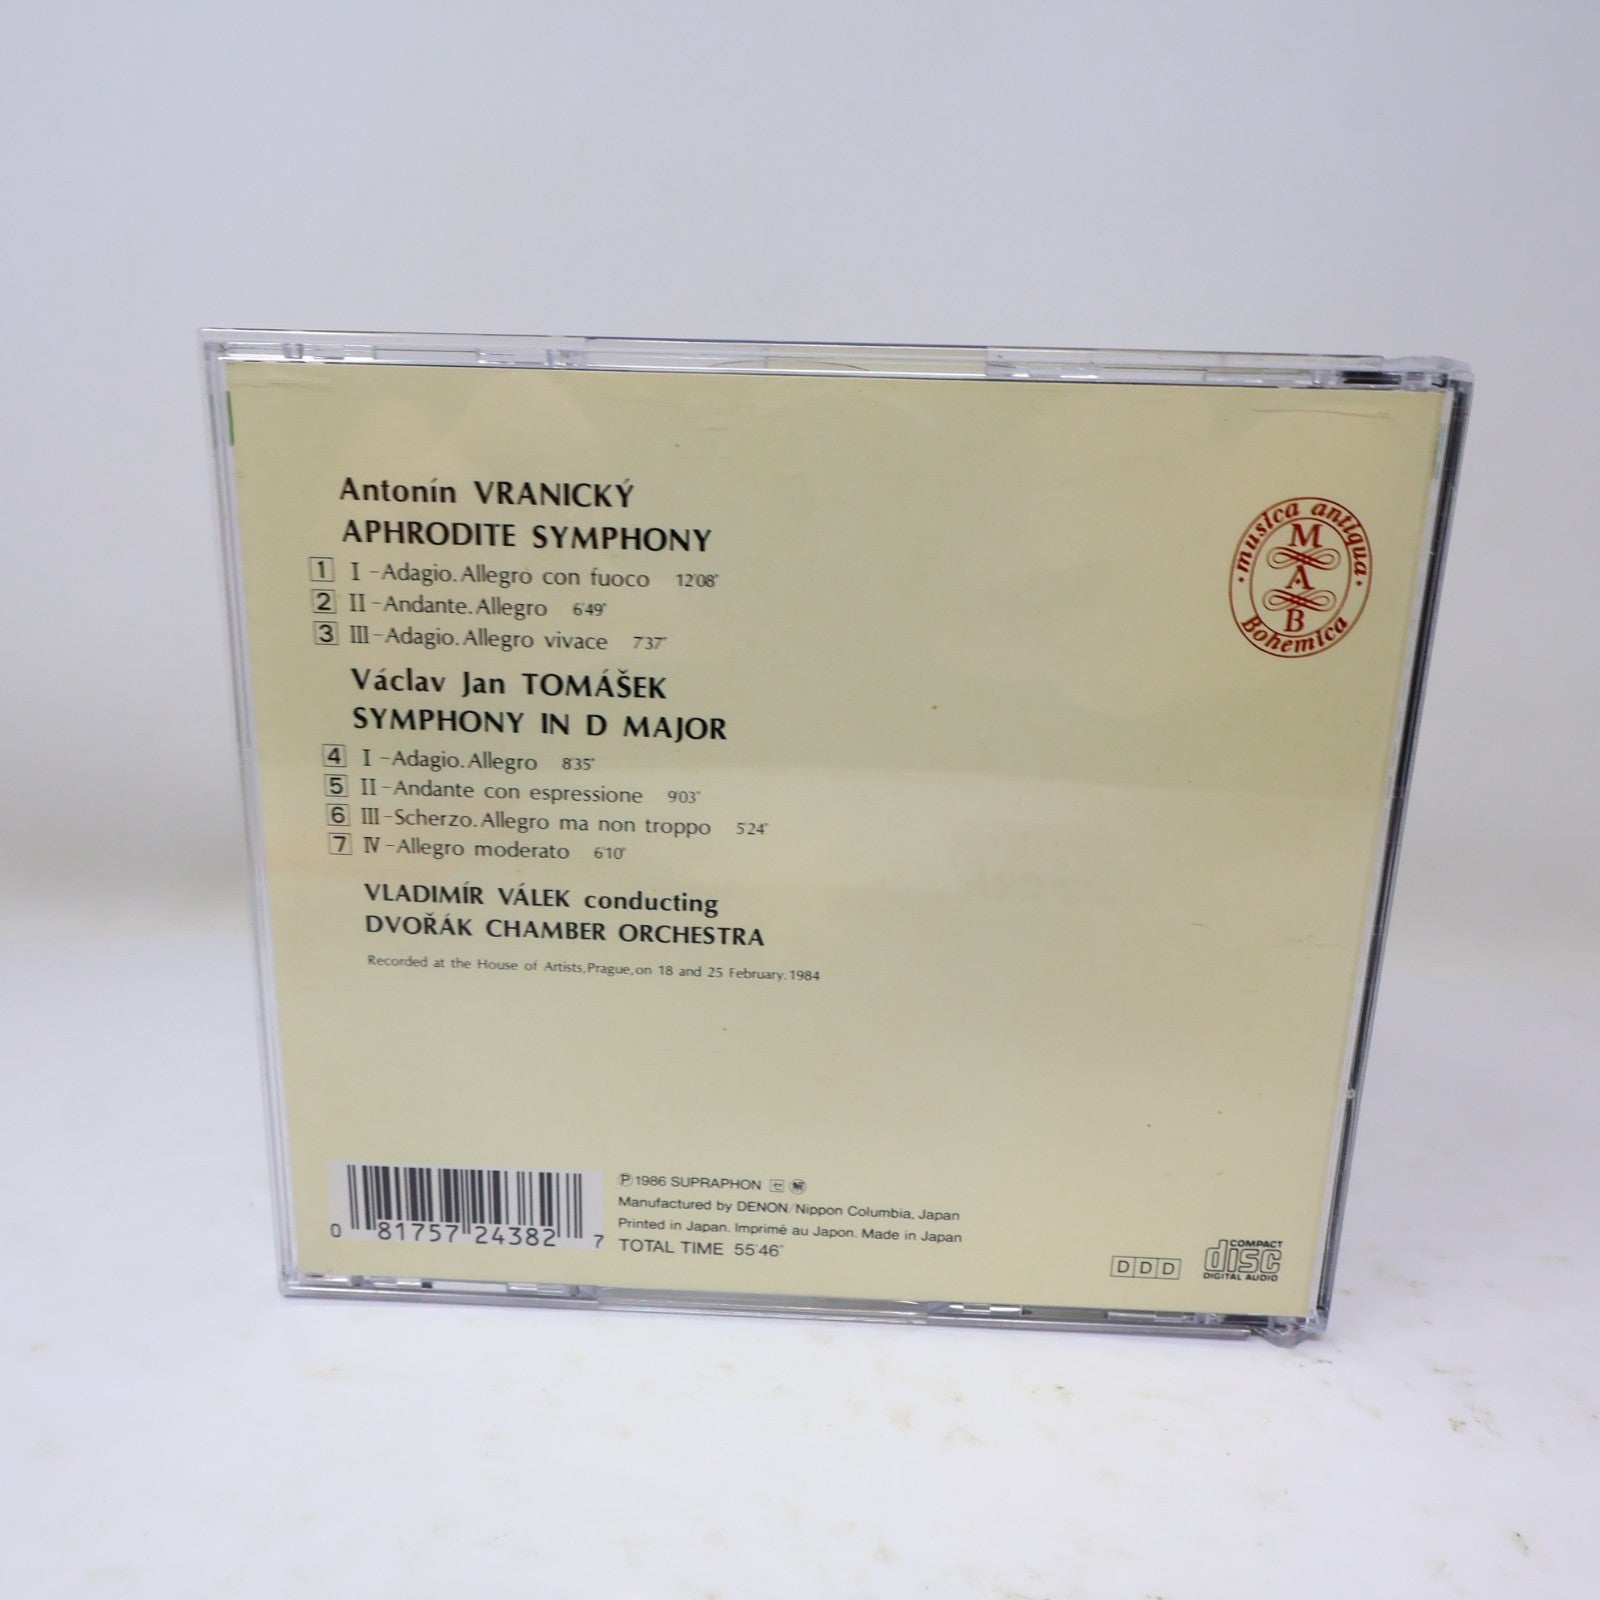 Antonín VRANICKÝ
APHRODITE SYMPHONY
1 I -Adagio. Allegro con fuoco 12'08"
2 II -Andante. Allegro 6'49"
3 III -Adagio. Allegro vivace 7'37"
Václav Jan TOMÁŠEK
SYMPHONY IN D MAJOR
4 I -Adagio. Allegro 8'35"
5 II -Andante con espressione 9'03"
6 III -Scherzo. Allegro ma non troppo 5'24"
7 IV -Allegro moderato 6'10"
VLADIMÍR VÁLEK conducting
DVOŘÁK CHAMBER ORCHESTRA
Recorded at the House of Artists, Prague, on 18 and 25 February. 1984
musica antiqua
M
A
B
Bohemica
0 81757 24382 7
Ⓟ1986 SUPRAPHON
Manufactured by DENON/Nippon Columbia, Japan
Printed in Japan. Imprimé au Japon. Made in Japan
TOTAL TIME 55'46"
DDD
COMPACT
disc
DIGITAL AUDIO